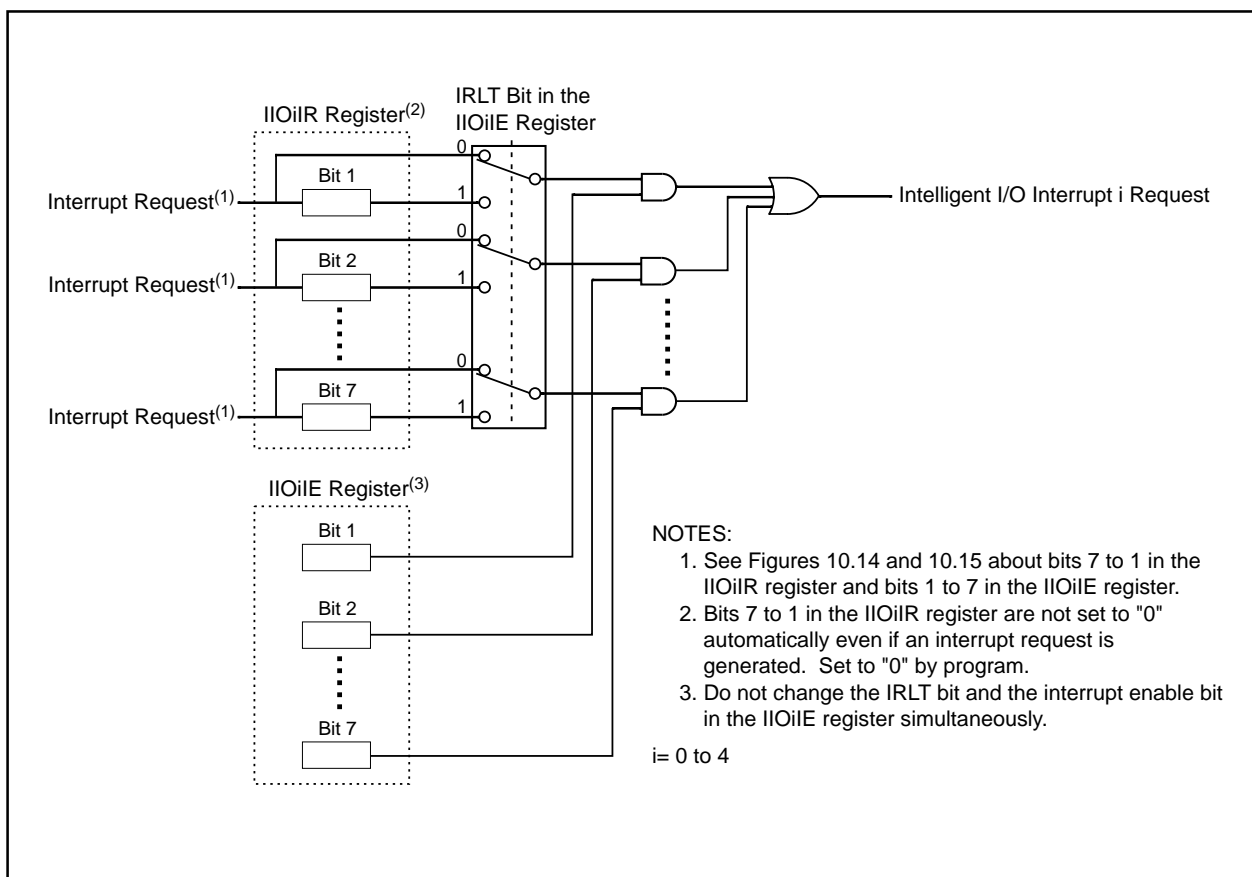 IRLT Bit in the
IIOiIE Register
IIOiIR Register(2)
0
Bit 1
Interrupt Request(1)
1
Intelligent I/O Interrupt i Request
0
Bit 2
Interrupt Request(1)
1
0
Bit 7
Interrupt Request(1)
1
IIOiIE Register(3)
Bit 1
Bit 2
Bit 7
NOTES:
1. See Figures 10.14 and 10.15 about bits 7 to 1 in the
IIOiIR register and bits 1 to 7 in the IIOiIE register.
2. Bits 7 to 1 in the IIOiIR register are not set to "0"
automatically even if an interrupt request is
generated. Set to "0" by program.
3. Do not change the IRLT bit and the interrupt enable bit
in the IIOiIE register simultaneously.
i= 0 to 4